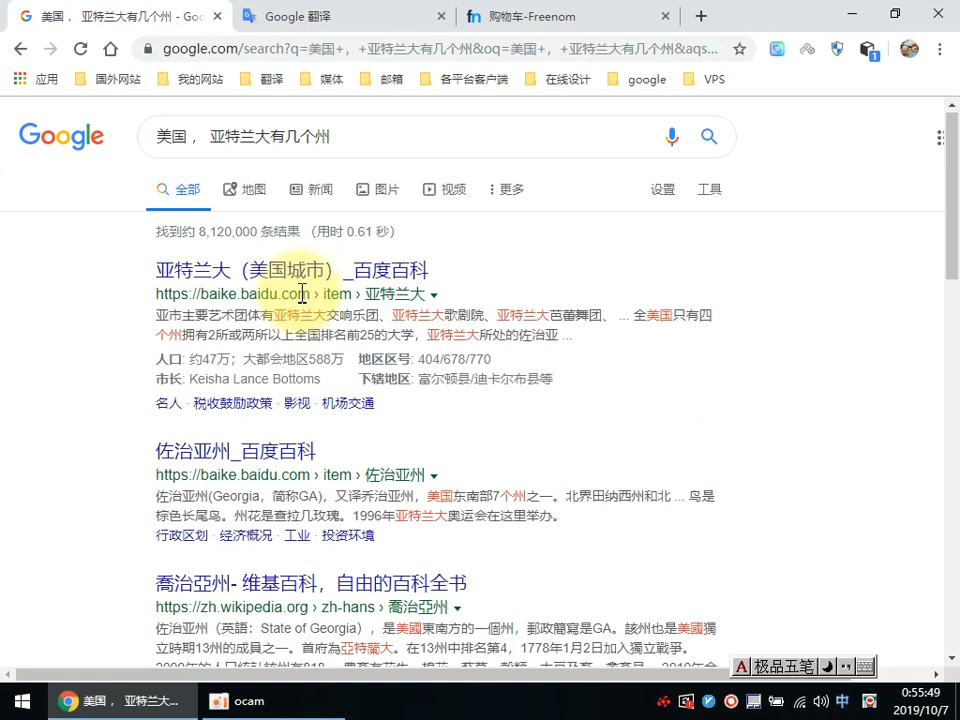 美国 ， 亚特兰大有几个州 - Goo
Google 翻译
购物车-Freenom
google.com/search?q=美国+，+亚特兰大有几个州&oq=美国+，+亚特兰大有几个州&aqs...
应用
国外网站
我的网站
翻译
媒体
邮箱
各平台客户端
在线设计
google
VPS
Google
美国 ， 亚特兰大有几个州
全部
地图
新闻
图片
视频
更多
设置
工具
找到约 8,120,000 条结果 （用时 0.61 秒）
亚特兰大（美国城市）_百度百科
https://baike.baidu.com › item › 亚特兰大
亚市主要艺术团体有亚特兰大交响乐团、亚特兰大歌剧院、亚特兰大芭蕾舞团、 ... 全美国只有四
个州拥有2所或两所以上全国排名前25的大学，亚特兰大所处的佐治亚 ...
人口: 约47万；大都会地区588万 地区区号: 404/678/770
市长: Keisha Lance Bottoms 下辖地区: 富尔顿县/迪卡尔布县等
名人 · 税收鼓励政策 · 影视 · 机场交通
佐治亚州_百度百科
https://baike.baidu.com › item › 佐治亚州
佐治亚州(Georgia，简称GA)，又译乔治亚州，美国东南部7个州之一。北界田纳西州和北 ... 鸟是
棕色长尾鸟。州花是查拉几玫瑰。1996年亚特兰大奥运会在这里举办。
行政区划 · 经济概况 · 工业 · 投资环境
喬治亞州- 维基百科，自由的百科全书
https://zh.wikipedia.org › zh-hans › 喬治亞州
佐治亚州（英語：State of Georgia），是美國東南方的一個州，郵政簡寫是GA。該州也是美國獨
立時期13州的成員之一。首府為亞特蘭大。在13州中排名第4，1778年1月2日加入獨立戰爭。
A 极品五笔
美国 ， 亚特兰大...
ocam
中
0:55:49
2019/10/7